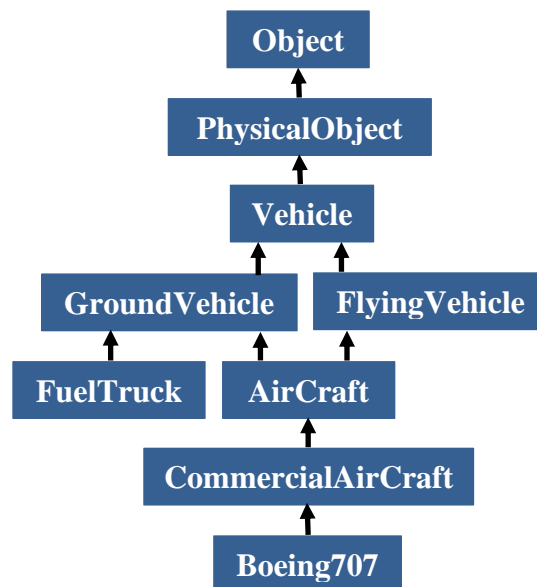 Object
PhysicalObject
Vehicle
GroundVehicle
FlyingVehicle
FuelTruck
AirCraft
CommercialAirCraft
Boeing707